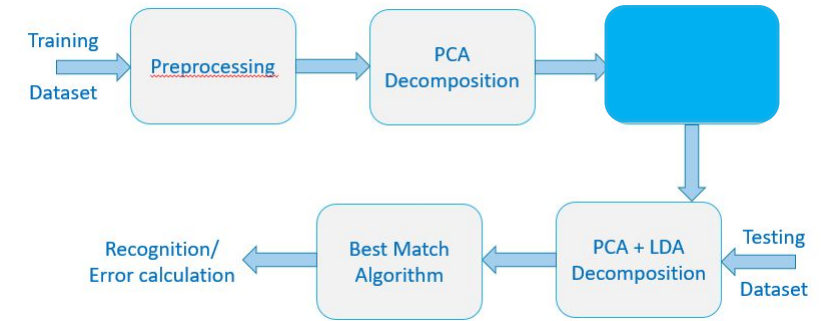 Training
Dataset
Preprocessing
PCA
Decomposition
PCA + LDA
Decomposition
Testing
Dataset
Best Match
Algorithm
Recognition/
Error calculation